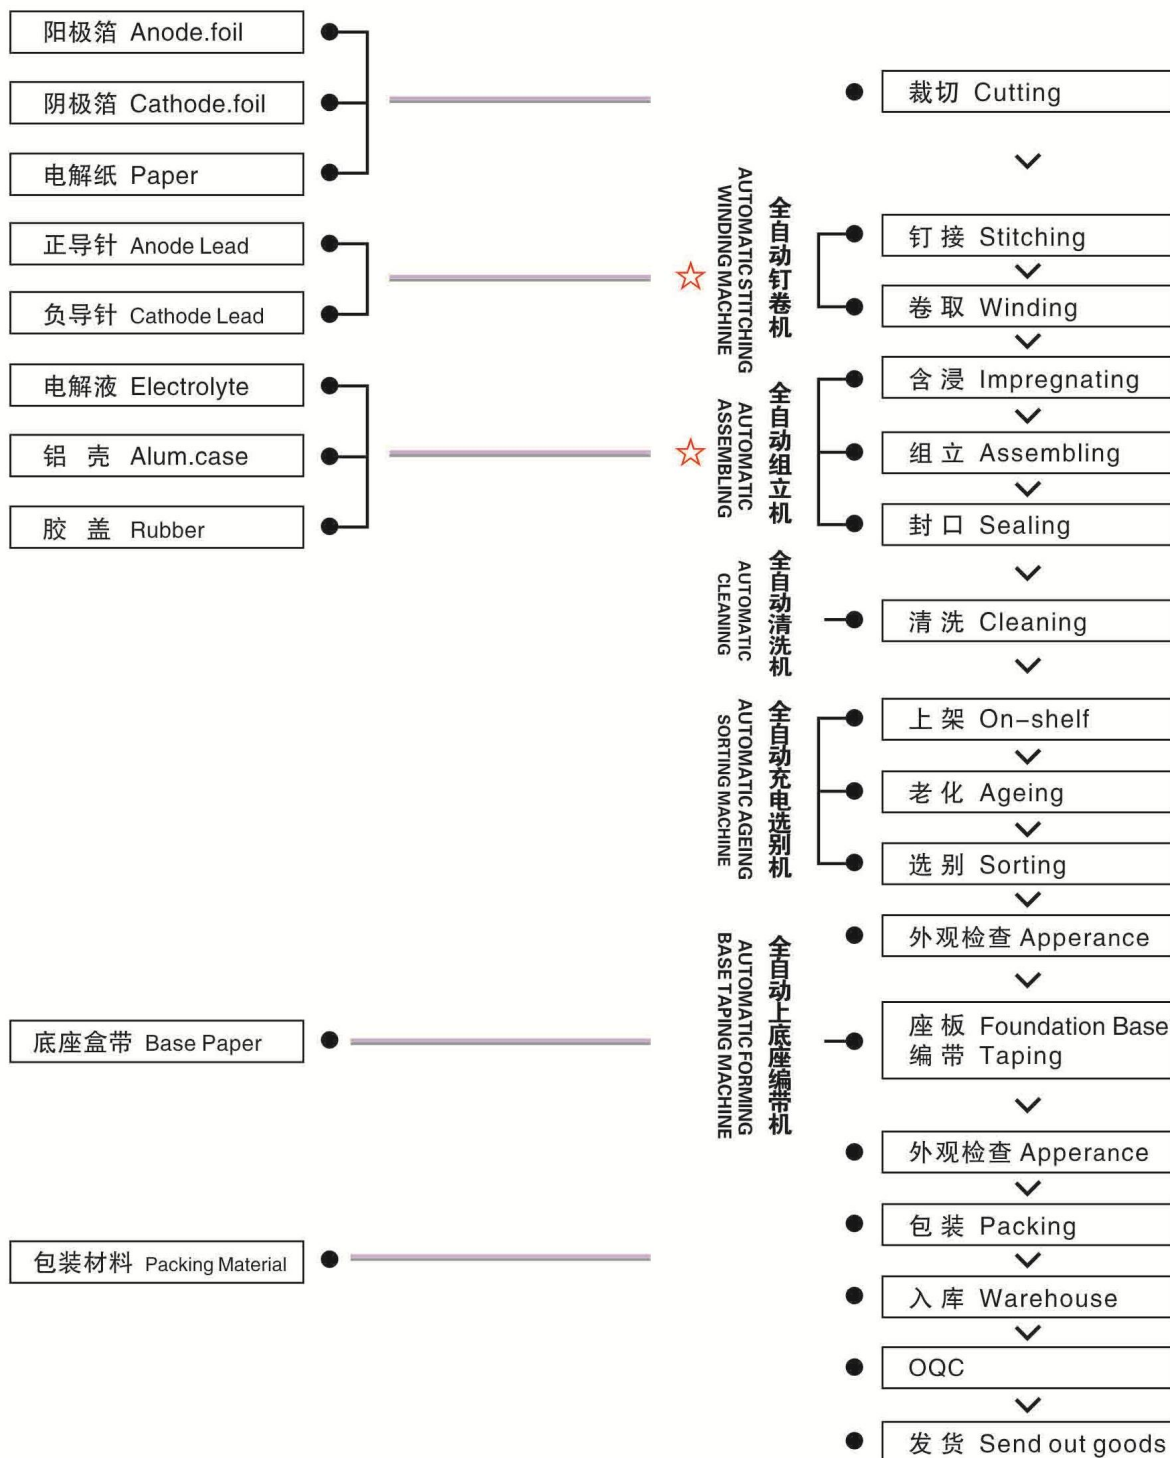 阳极箔 Anode.foil
阴极箔 Cathode.foil
电解纸 Paper
正导针 Anode Lead
负导针 Cathode Lead
电解液 Electrolyte
铝 壳 Alum.case
胶 盖 Rubber
底座盒带 Base Paper
包装材料 Packing Material
全自动钉卷机
AUTOMATIC STITCHING
WINDING MACHINE
全自动组立机
AUTOMATIC
ASSEMBLING
全自动清洗机
AUTOMATIC
CLEANING
全自动充电选别机
AUTOMATIC AGEING
SORTING MACHINE
全自动上底座编带机
AUTOMATIC FORMING
BASE TAPING MACHINE
裁切 Cutting
钉 接 Stitching
卷 取 Winding
含 浸 Impregnating
组 立 Assembling
封 口 Sealing
清 洗 Cleaning
上 架 On-shelf
老 化 Ageing
选 别 Sorting
外观检查 Apperance
座 板 Foundation Base
编 带 Taping
外观检查 Apperance
包 装 Packing
入 库 Warehouse
OQC
发 货 Send out goods